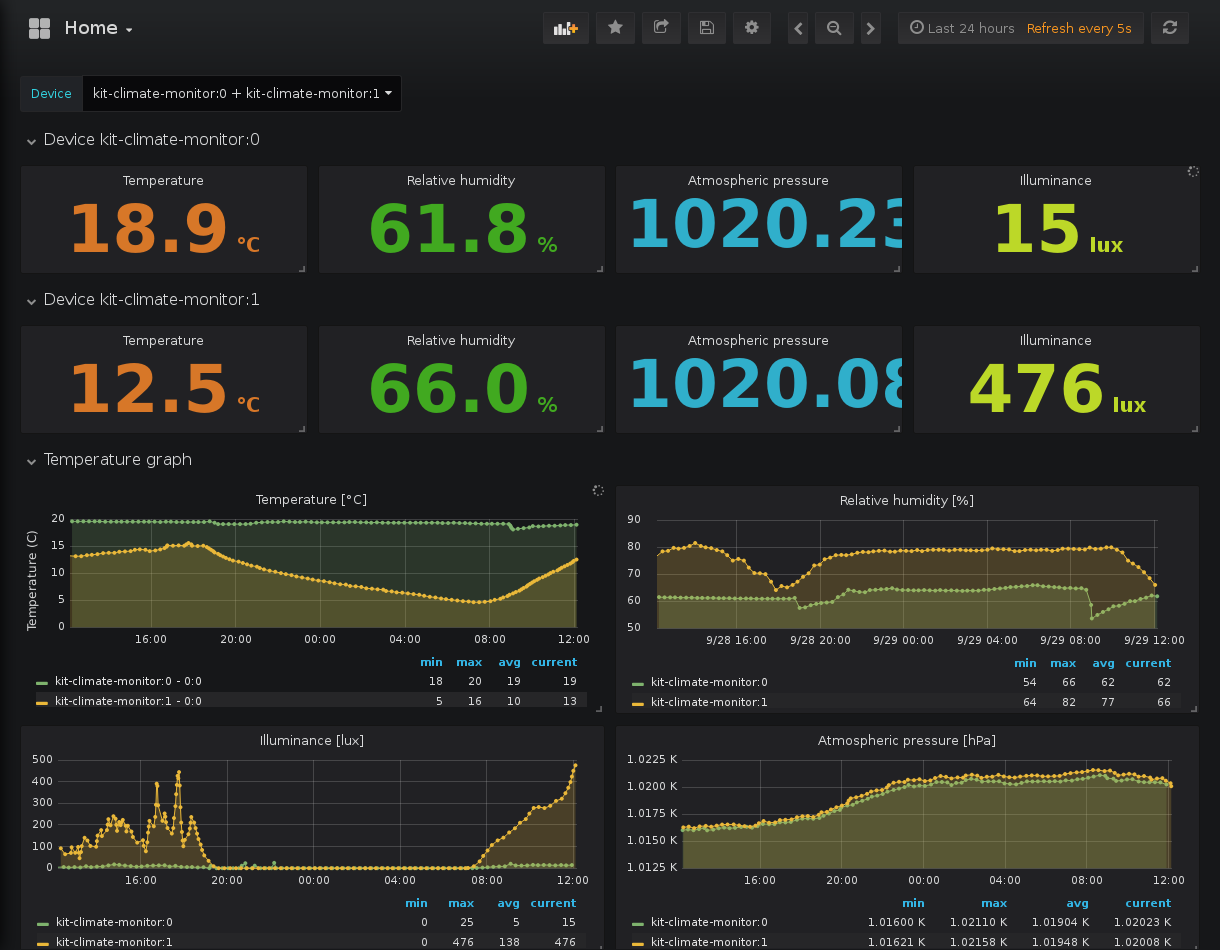 Home
Last 24 hours Refresh every 5s
Device kit-climate-monitor:0 + kit-climate-monitor:1
Device kit-climate-monitor:0
Temperature Relative humidity Atmospheric pressure Illuminance
18.9 °C 61.8 % 1020.23 15 lux
Device kit-climate-monitor:1
Temperature Relative humidity Atmospheric pressure Illuminance
12.5 °C 66.0 % 1020.08 476 lux
Temperature graph
Temperature [°C]
Temperature (C)
20
15
10
5
0
16:00 20:00 00:00 04:00 08:00 12:00
min max avg current
kit-climate-monitor:0 - 0:0 18 20 19 19
kit-climate-monitor:1 - 0:0 5 16 10 13
Relative humidity [%]
90
80
70
60
50
9/28 16:00 9/28 20:00 9/29 00:00 9/29 04:00 9/29 08:00 9/29 12:00
min max avg current
kit-climate-monitor:0 54 66 62 62
kit-climate-monitor:1 64 82 77 66
Illuminance [lux]
500
400
300
200
100
0
16:00 20:00 00:00 04:00 08:00 12:00
min max avg current
kit-climate-monitor:0 0 25 5 15
kit-climate-monitor:1 0 476 138 476
Atmospheric pressure [hPa]
1.0225 K
1.0200 K
1.0175 K
1.0150 K
1.0125 K
16:00 20:00 00:00 04:00 08:00 12:00
min max avg current
kit-climate-monitor:0 1.01600 K 1.02110 K 1.01904 K 1.02023 K
kit-climate-monitor:1 1.01621 K 1.02158 K 1.01948 K 1.02008 K